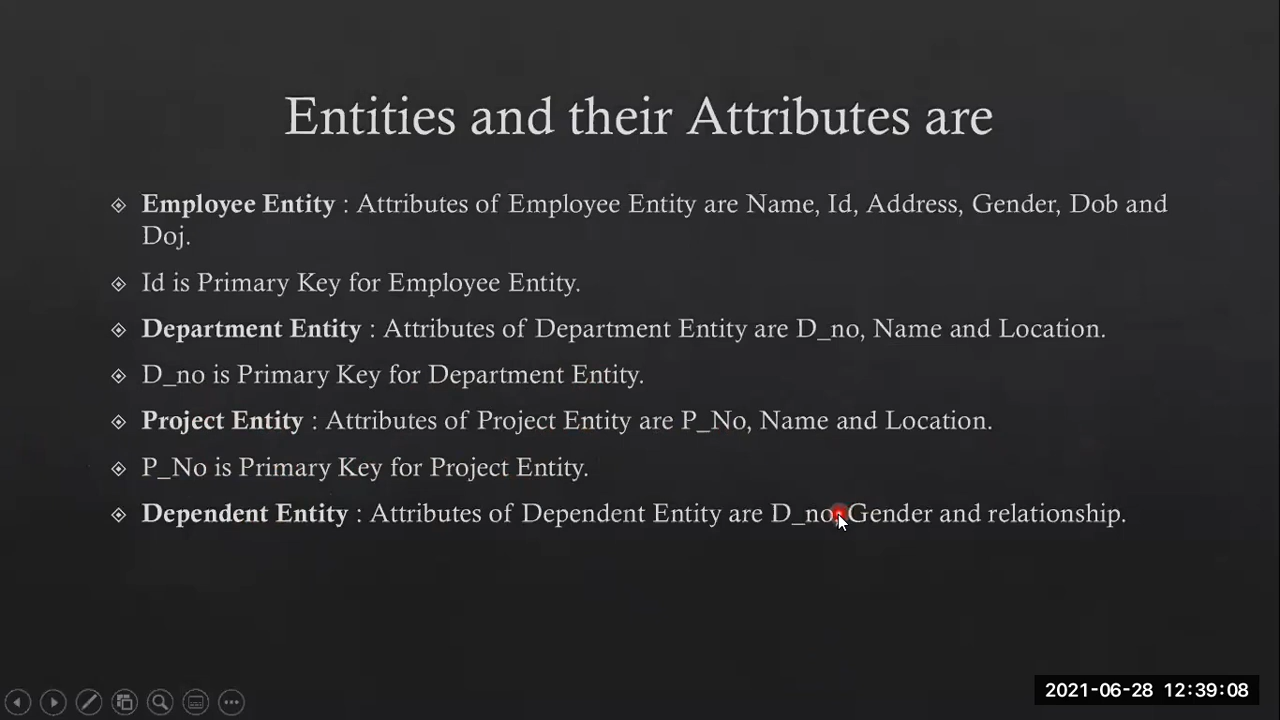 Entities and their Attributes are
Employee Entity : Attributes of Employee Entity are Name, Id, Address, Gender, Dob and
Doj.
Id is Primary Key for Employee Entity.
Department Entity : Attributes of Department Entity are D_no, Name and Location.
D_no is Primary Key for Department Entity.
Project Entity : Attributes of Project Entity are P_No, Name and Location.
P_No is Primary Key for Project Entity.
Dependent Entity : Attributes of Dependent Entity are D_no, Gender and relationship.
2021-06-28 12:39:08